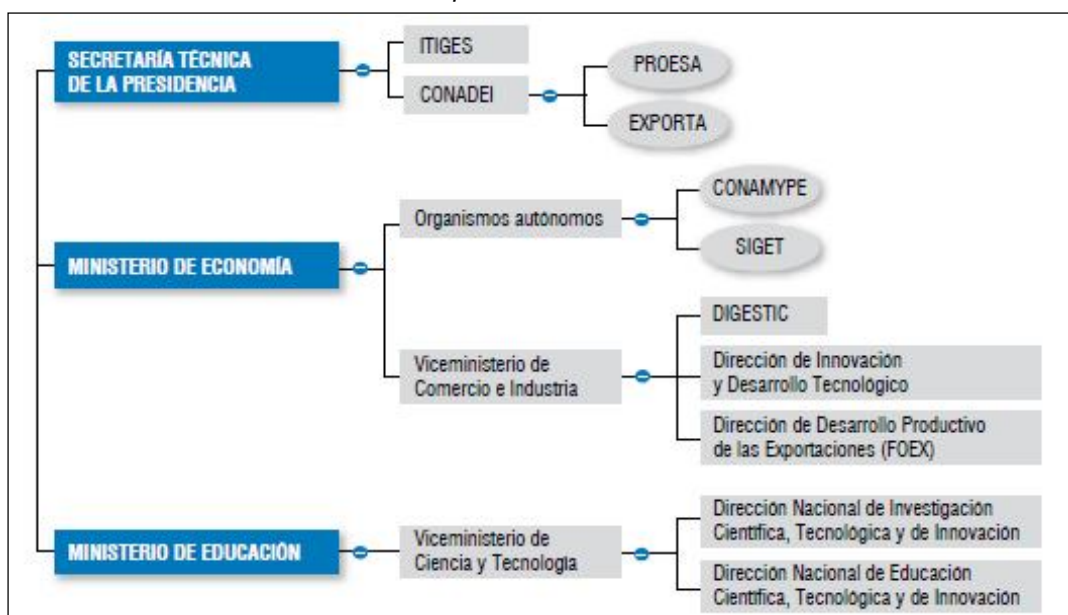 SECRETARÍA TÉCNICA
DE LA PRESIDENCIA
ITIGES
CONADEI
PROESA
EXPORTA
MINISTERIO DE ECONOMÍA
Organismos autónomos
CONAMYPE
SIGET
Viceministerio de
Comercio e Industria
DIGESTIC
Dirección de Innovación
y Desarrollo Tecnológico
Dirección de Desarrollo Productivo
de las Exportaciones (FOEX)
MINISTERIO DE EDUCACIÓN
Viceministerio de
Ciencia y Tecnología
Dirección Nacional de Investigación
Científica, Tecnológica y de Innovación
Dirección Nacional de Educación
Científica, Tecnológica y de Innovación